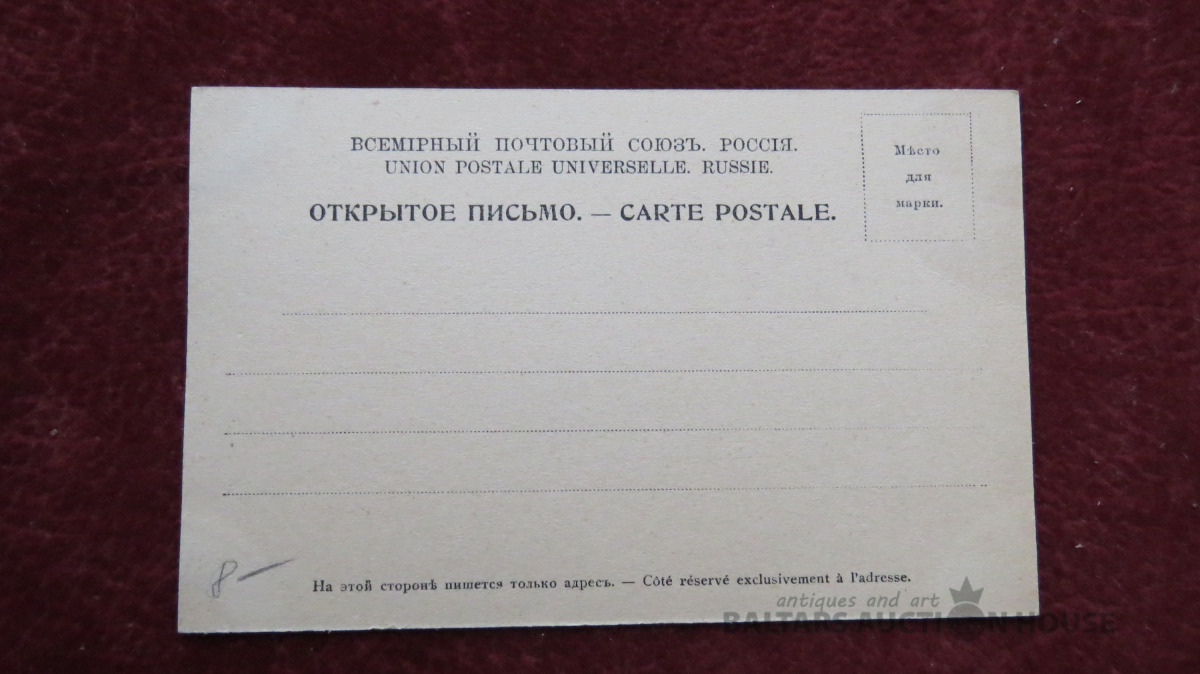 ВСЕМІРНЫЙ ПОЧТОВЫЙ СОЮЗЪ. РОССІЯ.
UNION POSTALE UNIVERSELLE. RUSSIE.
ОТКРЫТОЕ ПИСЬМО. — CARTE POSTALE.
Мѣсто
для
марки.
8 —
На этой сторонѣ пишется только адресъ. — Côté réservé exclusivement à l'adresse.
antiques and art
BALTARS AUCTION HOUSE